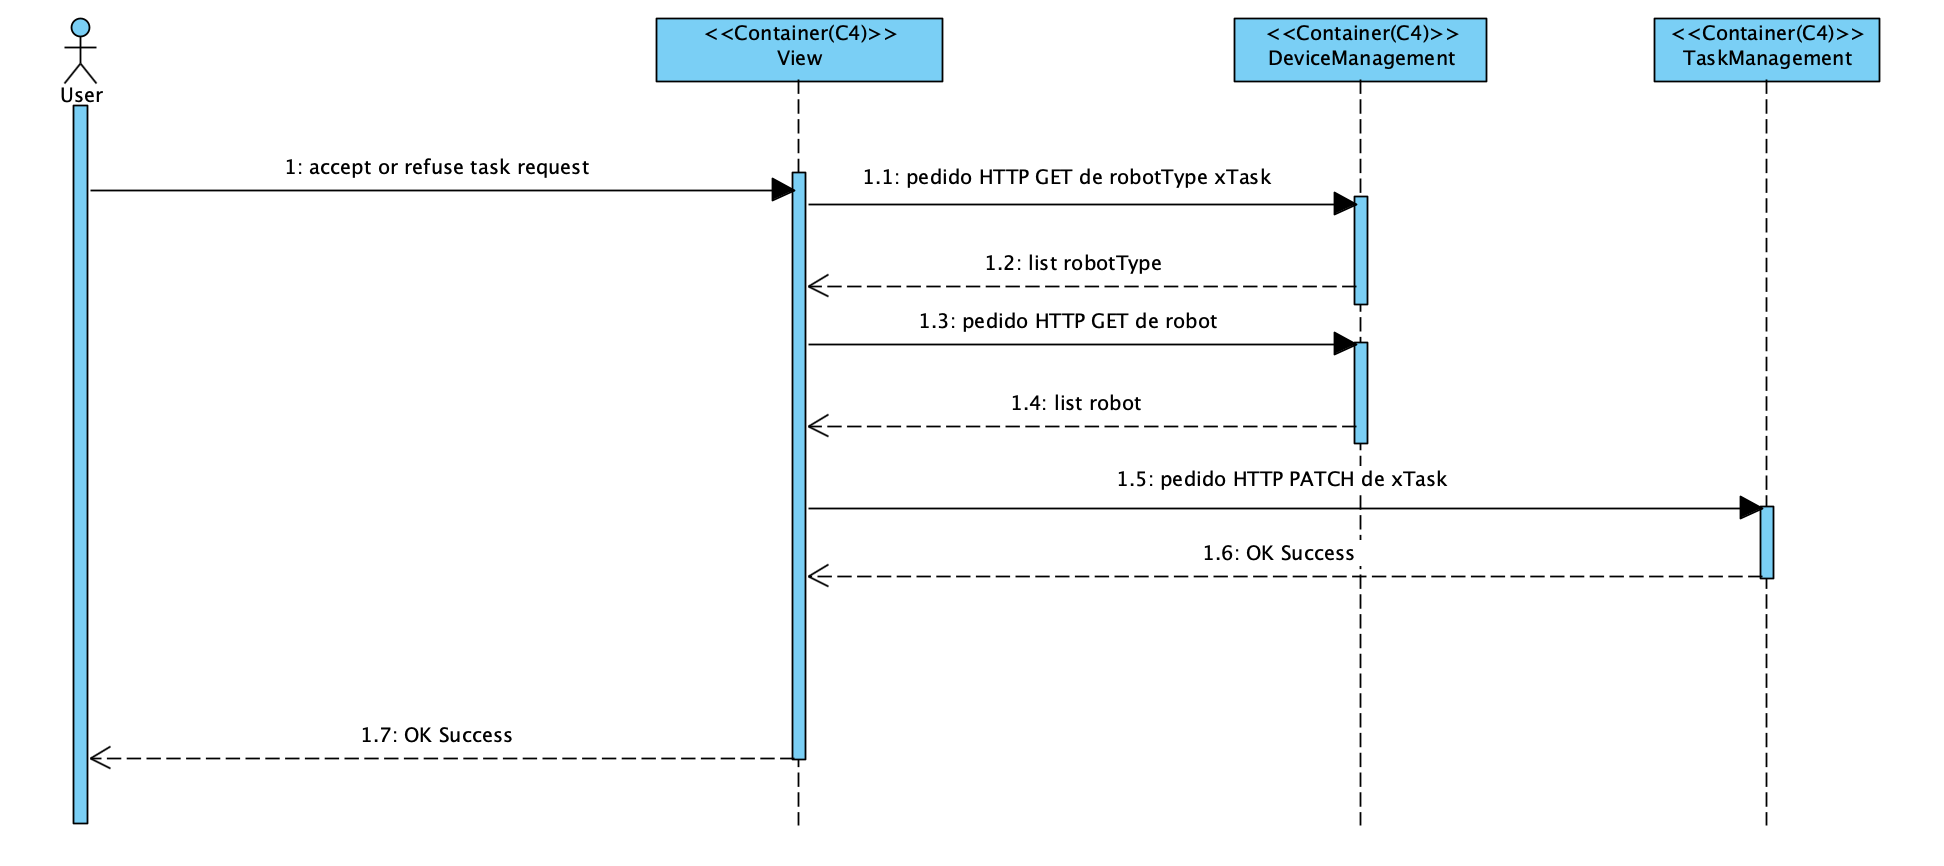 <<Container(C4)>>
View
<<Container(C4)>>
DeviceManagement
<<Container(C4)>>
TaskManagement
User
1: accept or refuse task request
1.1: pedido HTTP GET de robotType xTask
1.2: list robotType
1.3: pedido HTTP GET de robot
1.4: list robot
1.5: pedido HTTP PATCH de xTask
1.6: OK Success
1.7: OK Success